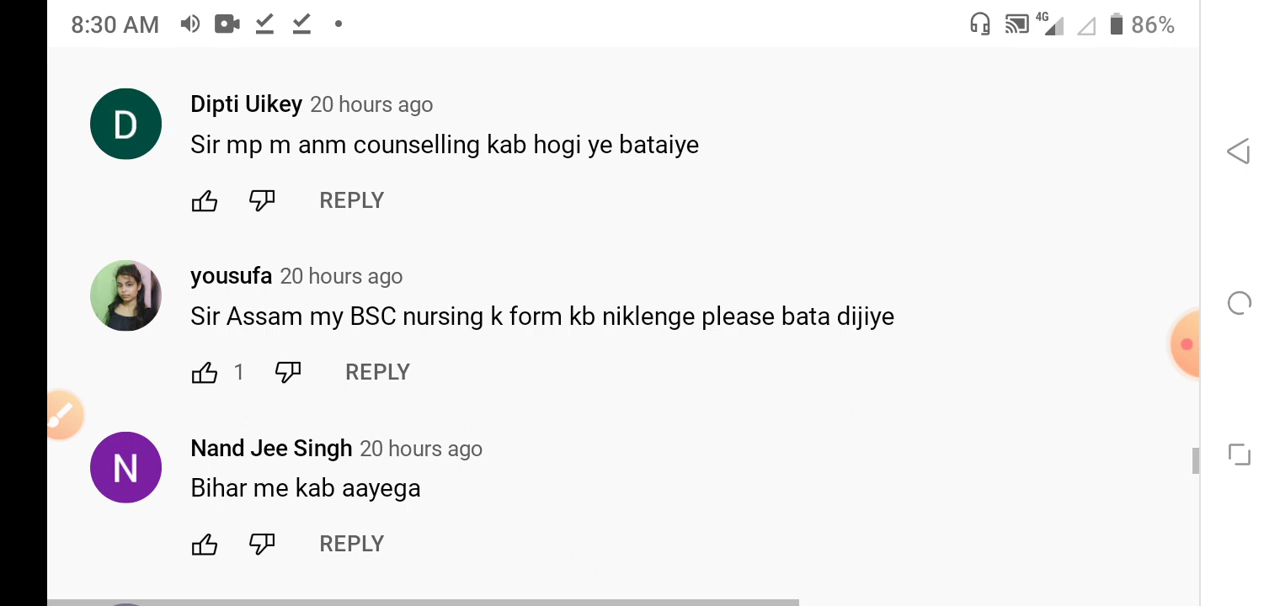 8:30 AM 4G 86%
D
Dipti Uikey 20 hours ago
Sir mp m anm counselling kab hogi ye bataiye
REPLY
yousufa 20 hours ago
Sir Assam my BSC nursing k form kb niklenge please bata dijiye
1 REPLY
N
Nand Jee Singh 20 hours ago
Bihar me kab aayega
REPLY